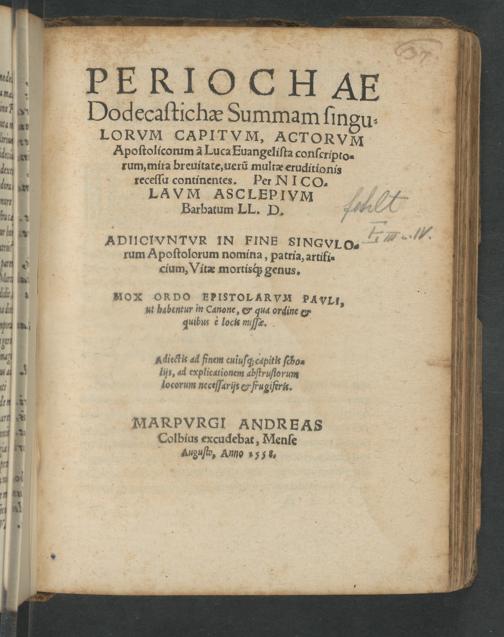 37
PERIOCHAE
Dodecastichæ Summam singu-
LORVM CAPITVM, ACTORVM
Apostolicorum à Luca Euangelista conscripto-
rum, mira breuitate, uerũ multæ eruditionis
recessu continentes. Per NICO-
LAVM ASCLEPIVM
Barbatum LL. D.
fehlt
ADIICIVNTVR IN FINE SINGVLO-
rum Apostolorum nomina, patria, artifi-
cium, Vitæ mortisq́; genus.
MOX ORDO EPISTOLARVM PAVLI,
ut habentur in Canone, & qua ordine &
quibus è locis missæ.
Adiectis ad finem cuiusq; capitis scho-
lijs, ad explicationem abstrusiorum
locorum necessarijs & frugiferis.
MARPVRGI ANDREAS
Colbius excudebat, Mense
Augusto, Anno 1558.